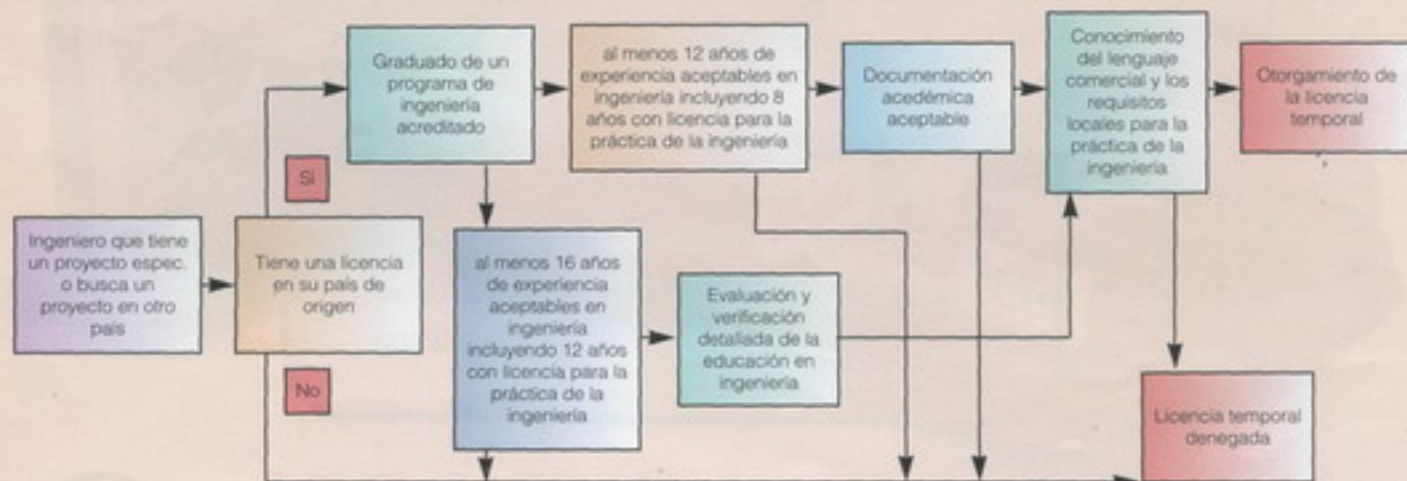 Graduado de un
programa de
ingeniería
acreditado
al menos 12 años de
experiencia aceptables en
ingeniería incluyendo 8
años con licencia para la
práctica de la ingeniería
Documentación
acedémica
aceptable
Conocimiento
del lenguaje
comercial y los
requisitos
locales para la
práctica de la
ingeniería
Otorgamiento de
la licencia
temporal
Si
Ingeniero que tiene
un proyecto espec.
o busca un
proyecto en otro
país
Tiene una licencia
en su país de
origen
al menos 16 años
de experiencia
aceptables en
ingeniería
incluyendo 12 años
con licencia para la
práctica de la
ingeniería
Evaluación y
verificación
detallada de la
educación en
ingeniería
No
Licencia temporal
denegada